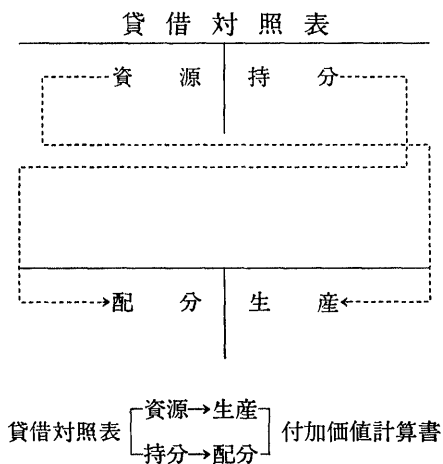 貸借対照表
資源 持分
配分 生産
資源→生産
貸借対照表 付加価値計算書
持分→配分